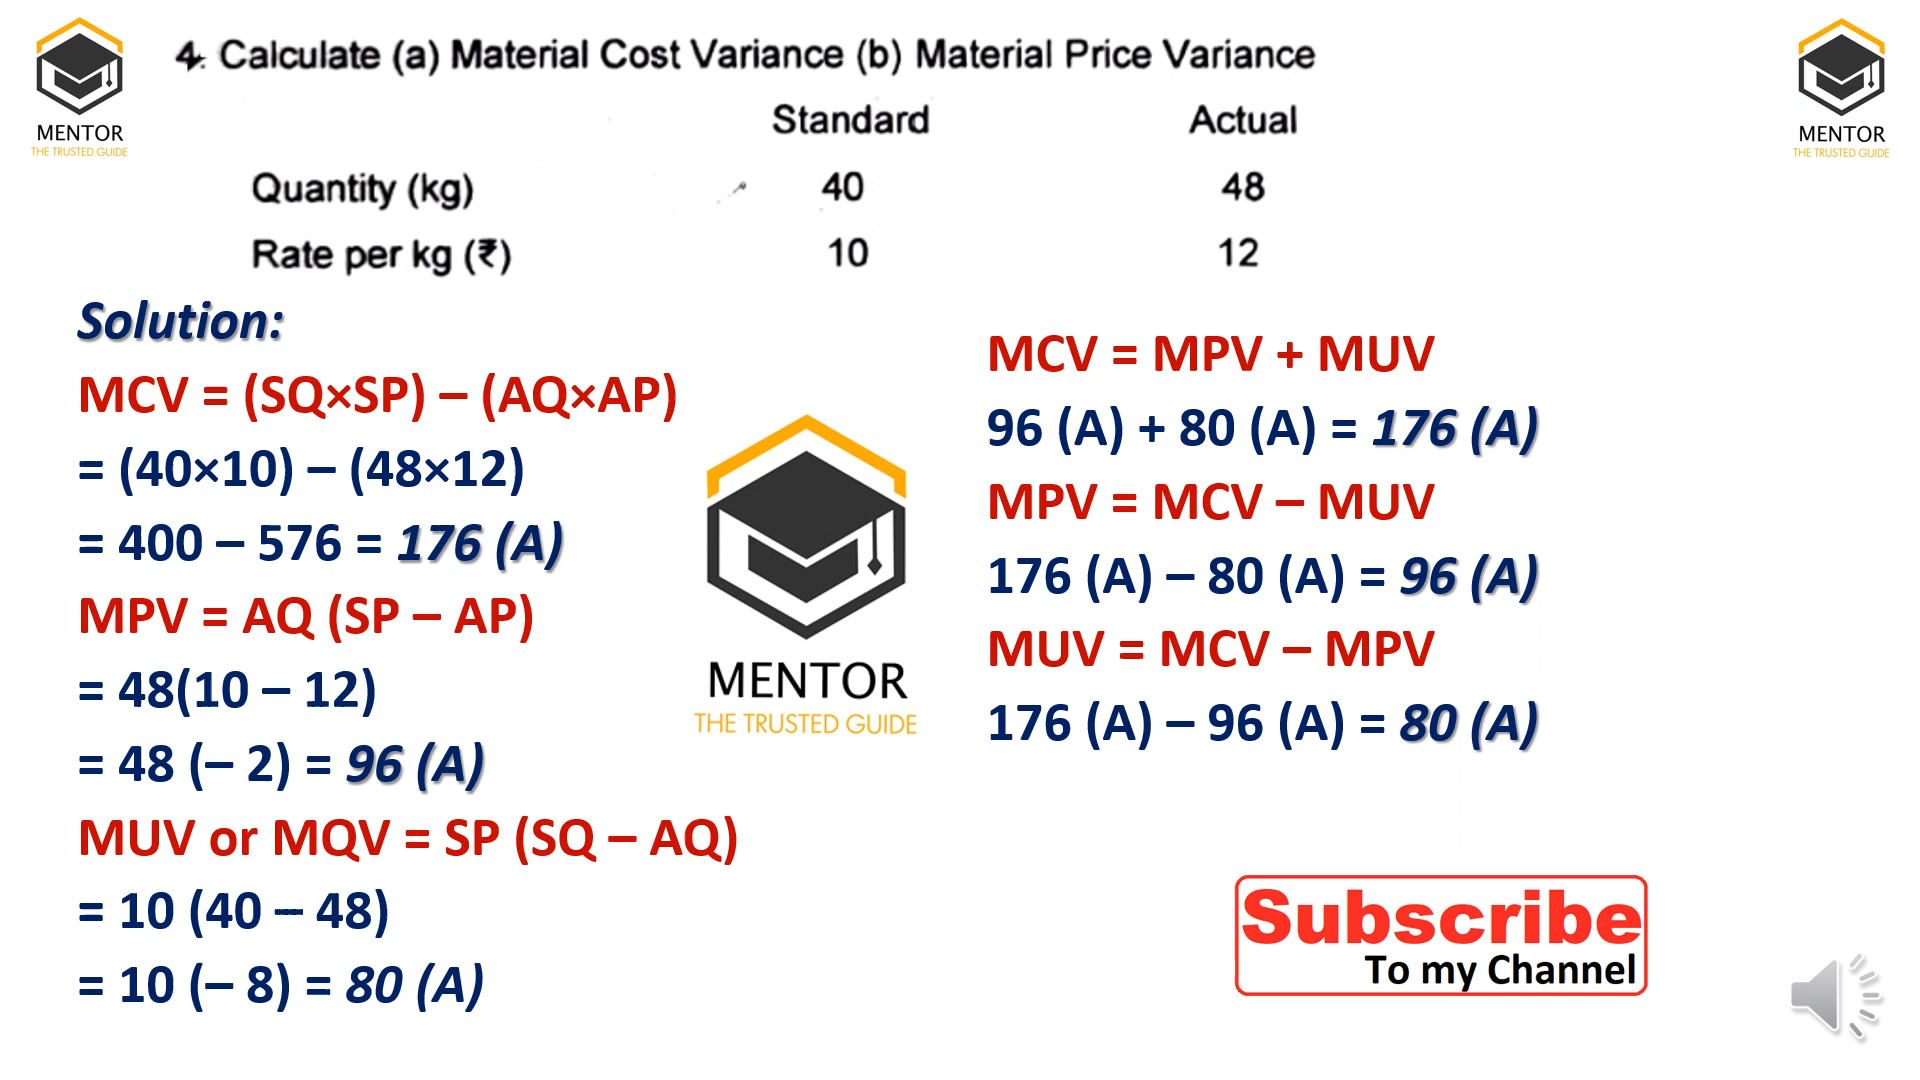 MENTOR
THE TRUSTED GUIDE
4. Calculate (a) Material Cost Variance (b) Material Price Variance
MENTOR
THE TRUSTED GUIDE
Standard Actual
Quantity (kg) 40 48
Rate per kg (₹) 10 12
Solution:
MCV = (SQ×SP) – (AQ×AP)
= (40×10) – (48×12)
= 400 – 576 = 176 (A)
MPV = AQ (SP – AP)
= 48(10 – 12)
= 48 (– 2) = 96 (A)
MUV or MQV = SP (SQ – AQ)
= 10 (40 – 48)
= 10 (– 8) = 80 (A)
MENTOR
THE TRUSTED GUIDE
MCV = MPV + MUV
96 (A) + 80 (A) = 176 (A)
MPV = MCV – MUV
176 (A) – 80 (A) = 96 (A)
MUV = MCV – MPV
176 (A) – 96 (A) = 80 (A)
Subscribe
To my Channel